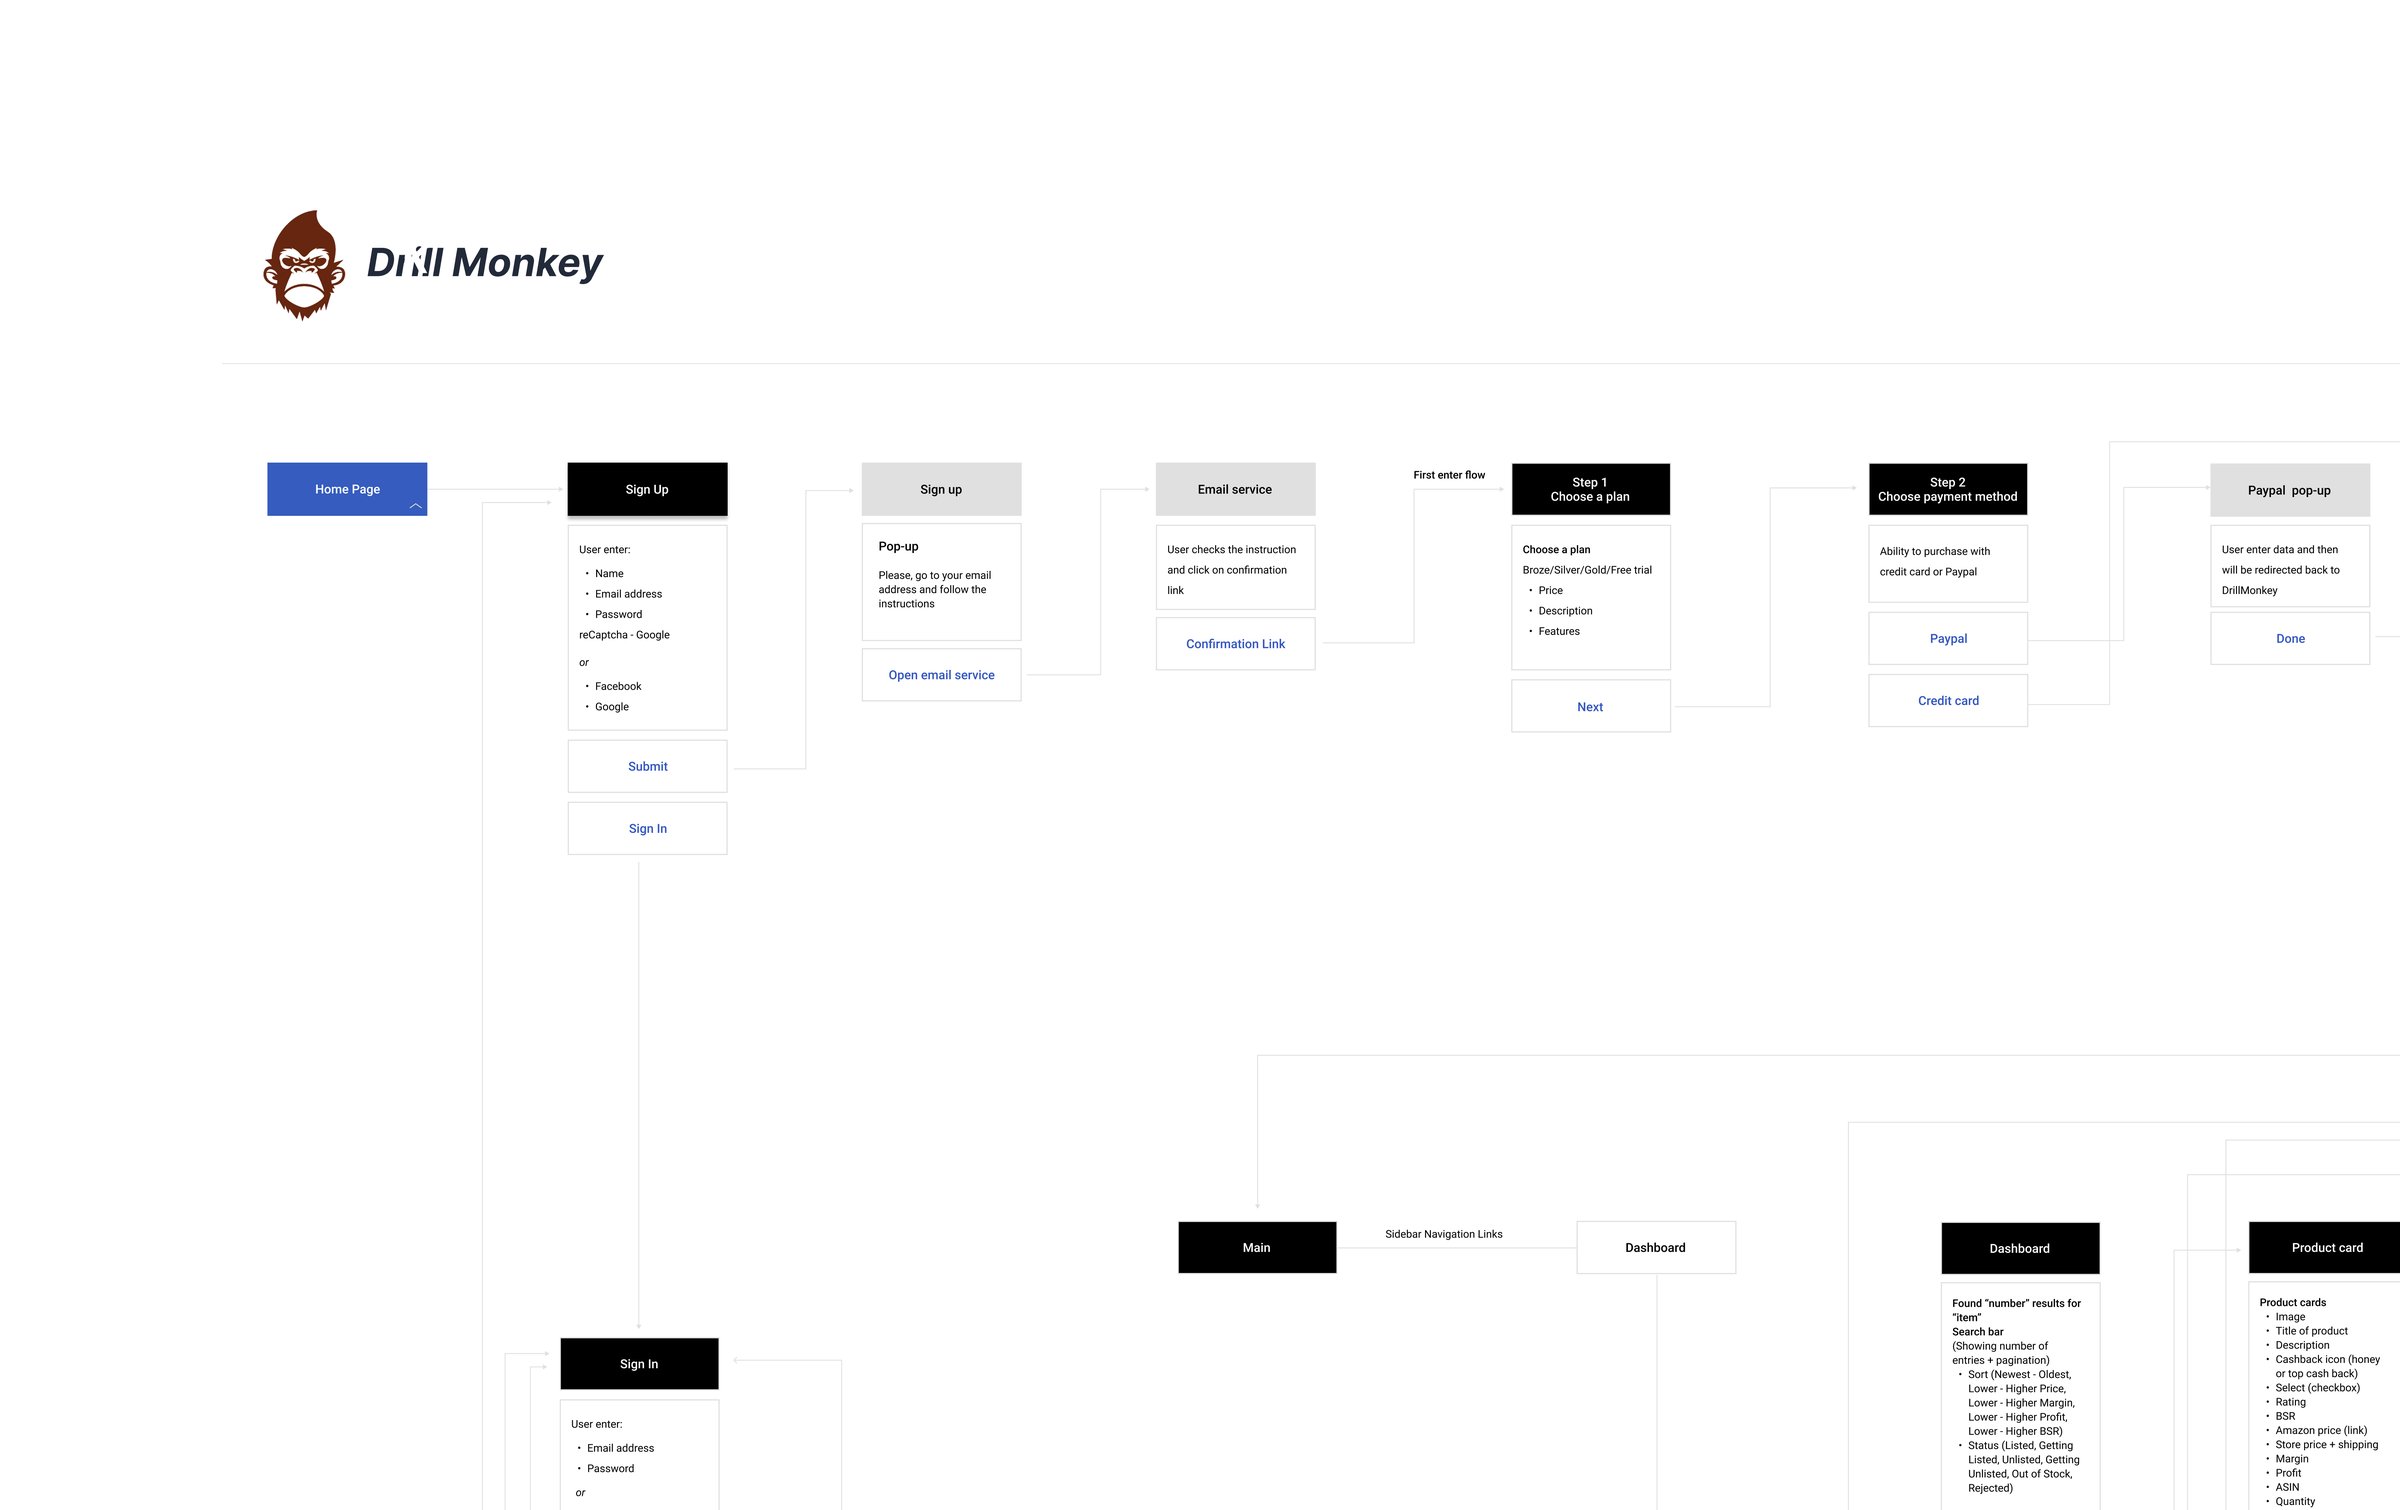 Drill Monkey
Home Page
Sign Up
User enter:
• Name
• Email address
• Password
reCaptcha - Google
or
• Facebook
• Google
Submit
Sign In
Sign up
Pop-up
Please, go to your email
address and follow the
instructions
Open email service
Email service
User checks the instruction
and click on confirmation
link
Confirmation Link
First enter flow
Step 1
Choose a plan
Choose a plan
Broze/Silver/Gold/Free trial
• Price
• Description
• Features
Next
Step 2
Choose payment method
Ability to purchase with
credit card or Paypal
Paypal
Credit card
Paypal pop-up
User enter data and then
will be redirected back to
DrillMonkey
Done
Main
Sidebar Navigation Links
Dashboard
Dashboard
Found “number” results for
“item”
Search bar
(Showing number of
entries + pagination)
• Sort (Newest - Oldest,
Lower - Higher Price,
Lower - Higher Margin,
Lower - Higher Profit,
Lower - Higher BSR)
• Status (Listed, Getting
Listed, Unlisted, Getting
Unlisted, Out of Stock,
Rejected)
Product card
Product cards
• Image
• Title of product
• Description
• Cashback icon (honey
or top cash back)
• Select (checkbox)
• Rating
• BSR
• Amazon price (link)
• Store price + shipping
• Margin
• Profit
• ASIN
• Quantity
Sign In
User enter:
• Email address
• Password
or